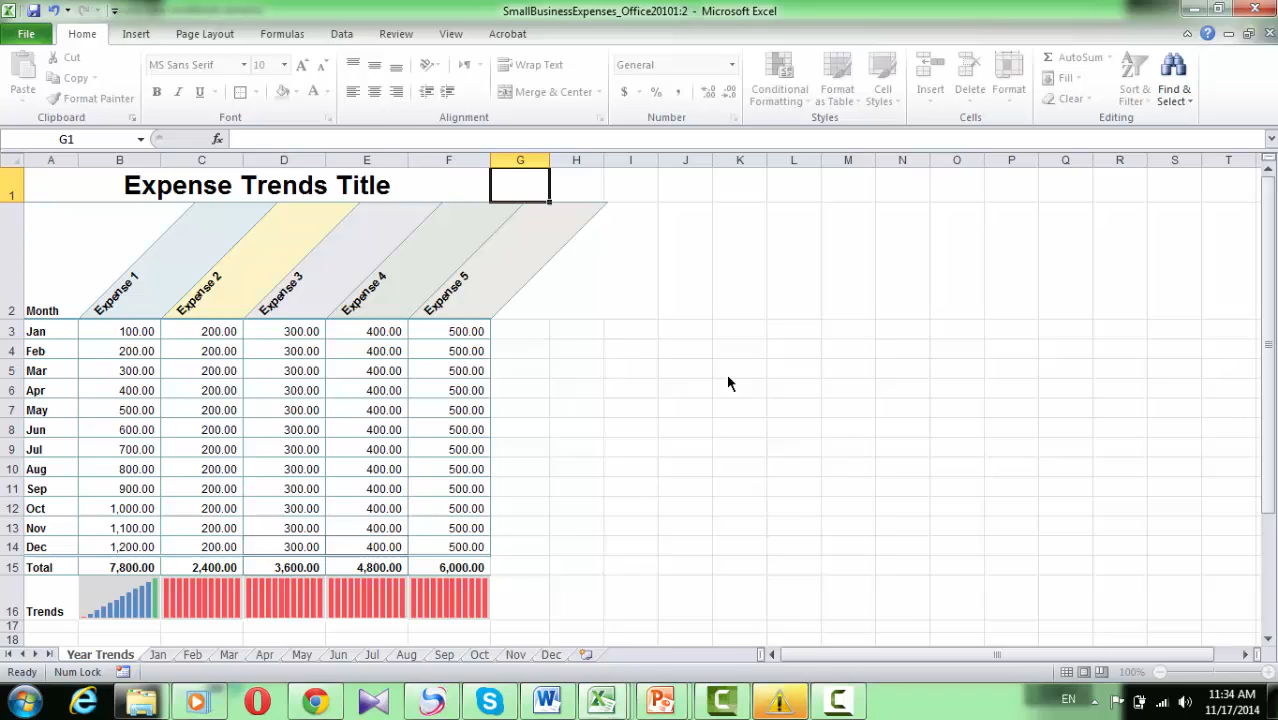 SmallBusinessExpenses_Office20101:2 - Microsoft Excel
File Home Insert Page Layout Formulas Data Review View Acrobat
Paste Cut Copy Format Painter Clipboard
MS Sans Serif 10 B I U A Font
Wrap Text Merge & Center Alignment
General $ % , Number
Conditional Formatting Format as Table Cell Styles Styles
Insert Delete Format Cells
Σ AutoSum Fill Clear Sort & Filter Find & Select Editing
G1 fx
A B C D E F G H I J K L M N O P Q R S T
1 Expense Trends Title
2 Month Expense 1 Expense 2 Expense 3 Expense 4 Expense 5
3 Jan 100.00 200.00 300.00 400.00 500.00
4 Feb 200.00 200.00 300.00 400.00 500.00
5 Mar 300.00 200.00 300.00 400.00 500.00
6 Apr 400.00 200.00 300.00 400.00 500.00
7 May 500.00 200.00 300.00 400.00 500.00
8 Jun 600.00 200.00 300.00 400.00 500.00
9 Jul 700.00 200.00 300.00 400.00 500.00
10 Aug 800.00 200.00 300.00 400.00 500.00
11 Sep 900.00 200.00 300.00 400.00 500.00
12 Oct 1,000.00 200.00 300.00 400.00 500.00
13 Nov 1,100.00 200.00 300.00 400.00 500.00
14 Dec 1,200.00 200.00 300.00 400.00 500.00
15 Total 7,800.00 2,400.00 3,600.00 4,800.00 6,000.00
16 Trends
17
18
Year Trends Jan Feb Mar Apr May Jun Jul Aug Sep Oct Nov Dec
Ready Num Lock 100%
EN 11:34 AM
11/17/2014